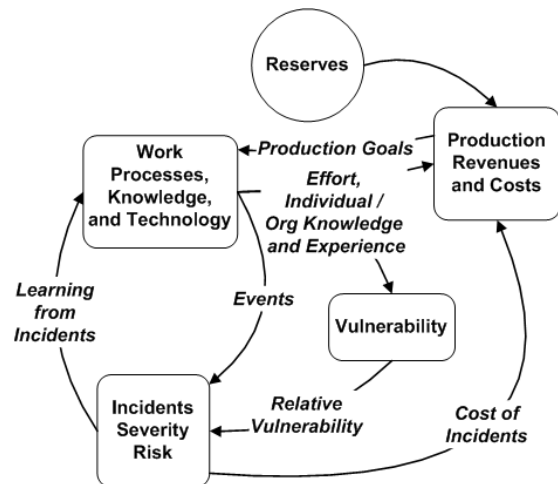 Reserves
Production
Revenues
and Costs
Production Goals
Work
Processes,
Knowledge,
and Technology
Effort,
Individual /
Org Knowledge
and Experience
Learning
from
Incidents
Events
Vulnerability
Incidents
Severity
Risk
Relative
Vulnerability
Cost of
Incidents